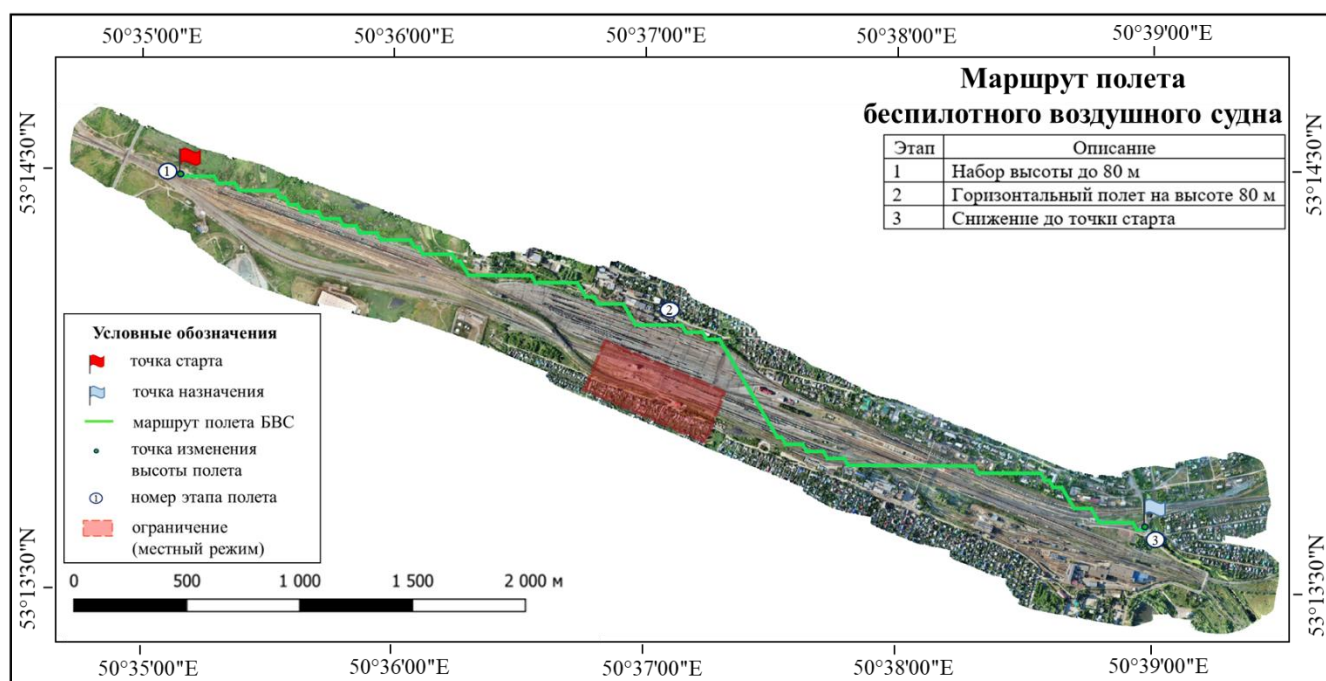 50°35'00"E 50°36'00"E 50°37'00"E 50°38'00"E 50°39'00"E
Маршрут полета
беспилотного воздушного судна
Этап Описание
1 Набор высоты до 80 м
2 Горизонтальный полет на высоте 80 м
3 Снижение до точки старта
53°14'30"N
53°14'30"N
1
2
3
Условные обозначения
точка старта
точка назначения
маршрут полета БВС
точка изменения
высоты полета
1 номер этапа полета
ограничение
(местный режим)
0 500 1 000 1 500 2 000 м
53°13'30"N
53°13'30"N
50°35'00"E 50°36'00"E 50°37'00"E 50°38'00"E 50°39'00"E